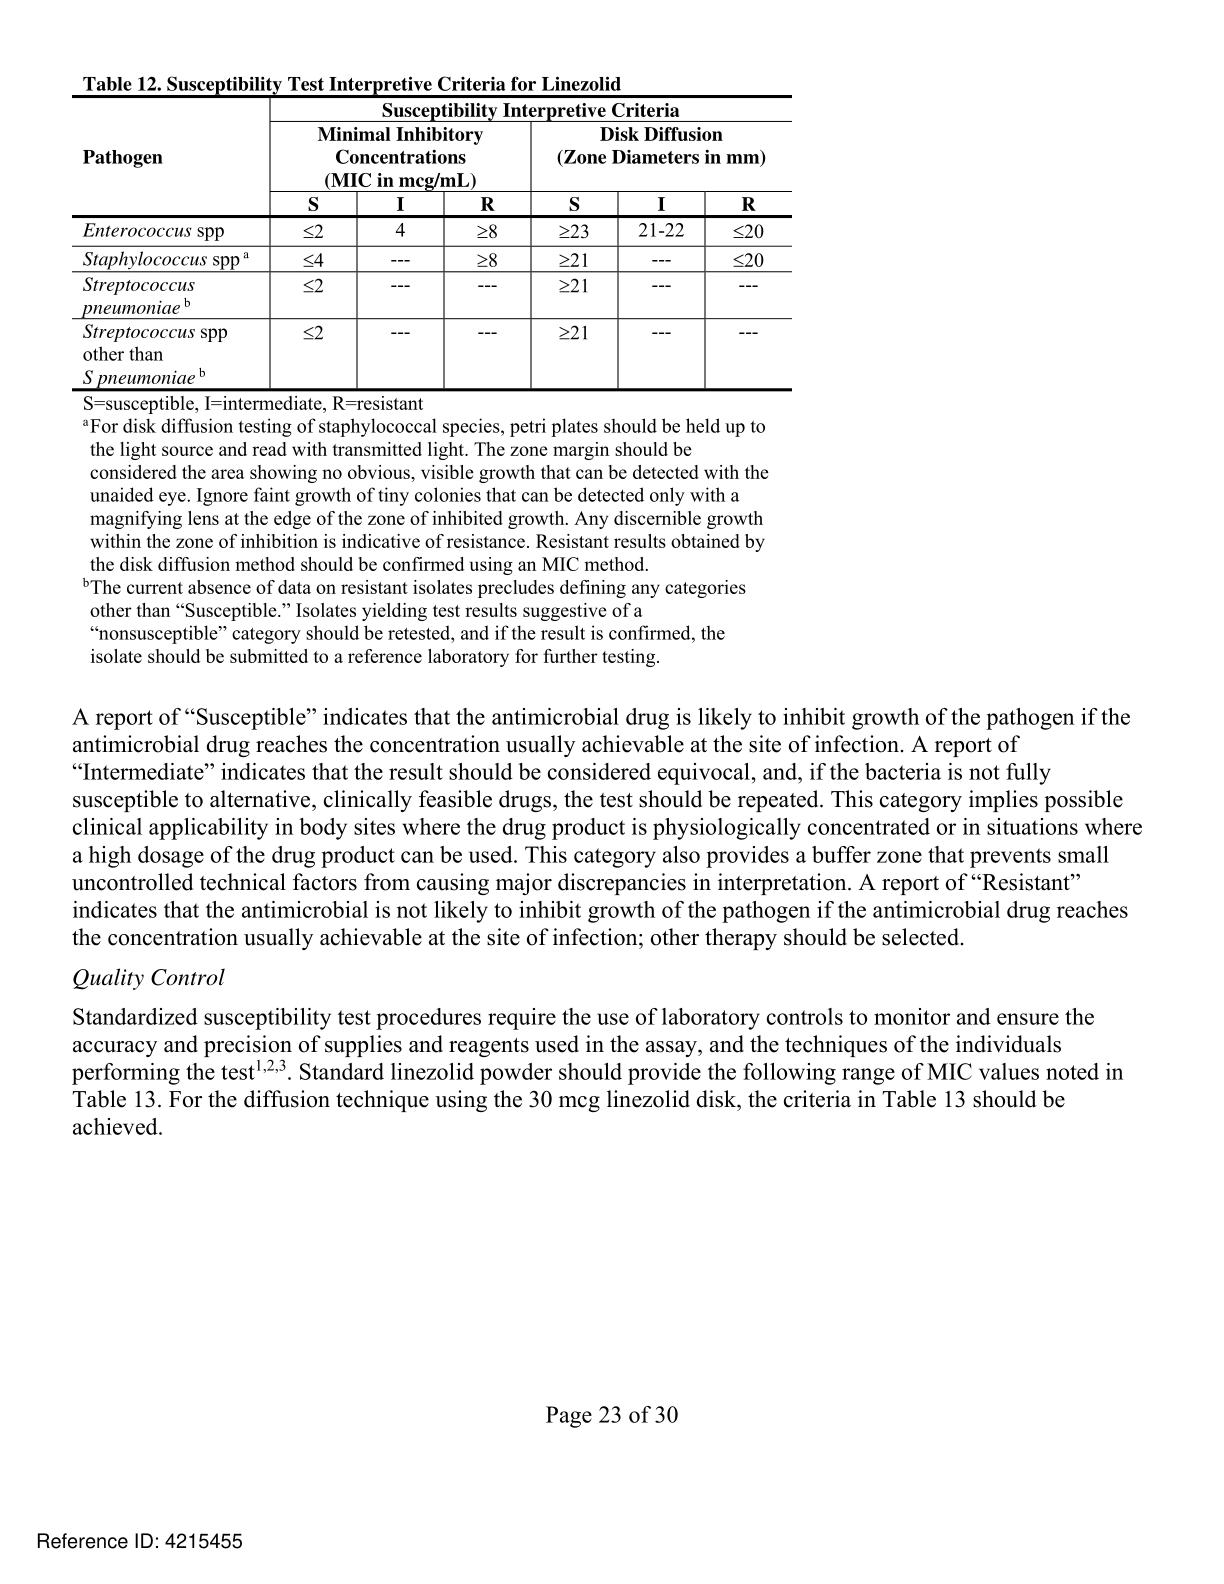 Table 12. Susceptibility Test Interpretive Criteria for Linezolid
Susceptibility Interpretive Criteria
Pathogen
Minimal Inhibitory
Concentrations
(MIC in mcg/mL)
Disk Diffusion
(Zone Diameters in mm)
S I R S I R
Enterococcus spp ≤2 4 ≥8 ≥23 21-22 ≤20
Staphylococcus spp a ≤4 --- ≥8 ≥21 --- ≤20
Streptococcus ≤2 --- --- ≥21 --- ---
pneumoniae b
Streptococcus spp ≤2 --- --- ≥21 --- ---
other than
S pneumoniae b
S=susceptible, I=intermediate, R=resistant
a For disk diffusion testing of staphylococcal species, petri plates should be held up to
the light source and read with transmitted light. The zone margin should be
considered the area showing no obvious, visible growth that can be detected with the
unaided eye. Ignore faint growth of tiny colonies that can be detected only with a
magnifying lens at the edge of the zone of inhibited growth. Any discernible growth
within the zone of inhibition is indicative of resistance. Resistant results obtained by
the disk diffusion method should be confirmed using an MIC method.
b The current absence of data on resistant isolates precludes defining any categories
other than “Susceptible.” Isolates yielding test results suggestive of a
“nonsusceptible” category should be retested, and if the result is confirmed, the
isolate should be submitted to a reference laboratory for further testing.
A report of “Susceptible” indicates that the antimicrobial drug is likely to inhibit growth of the pathogen if the
antimicrobial drug reaches the concentration usually achievable at the site of infection. A report of
“Intermediate” indicates that the result should be considered equivocal, and, if the bacteria is not fully
susceptible to alternative, clinically feasible drugs, the test should be repeated. This category implies possible
clinical applicability in body sites where the drug product is physiologically concentrated or in situations where
a high dosage of the drug product can be used. This category also provides a buffer zone that prevents small
uncontrolled technical factors from causing major discrepancies in interpretation. A report of “Resistant”
indicates that the antimicrobial is not likely to inhibit growth of the pathogen if the antimicrobial drug reaches
the concentration usually achievable at the site of infection; other therapy should be selected.
Quality Control
Standardized susceptibility test procedures require the use of laboratory controls to monitor and ensure the
accuracy and precision of supplies and reagents used in the assay, and the techniques of the individuals
performing the test1,2,3. Standard linezolid powder should provide the following range of MIC values noted in
Table 13. For the diffusion technique using the 30 mcg linezolid disk, the criteria in Table 13 should be
achieved.
Page 23 of 30
Reference ID: 4215455